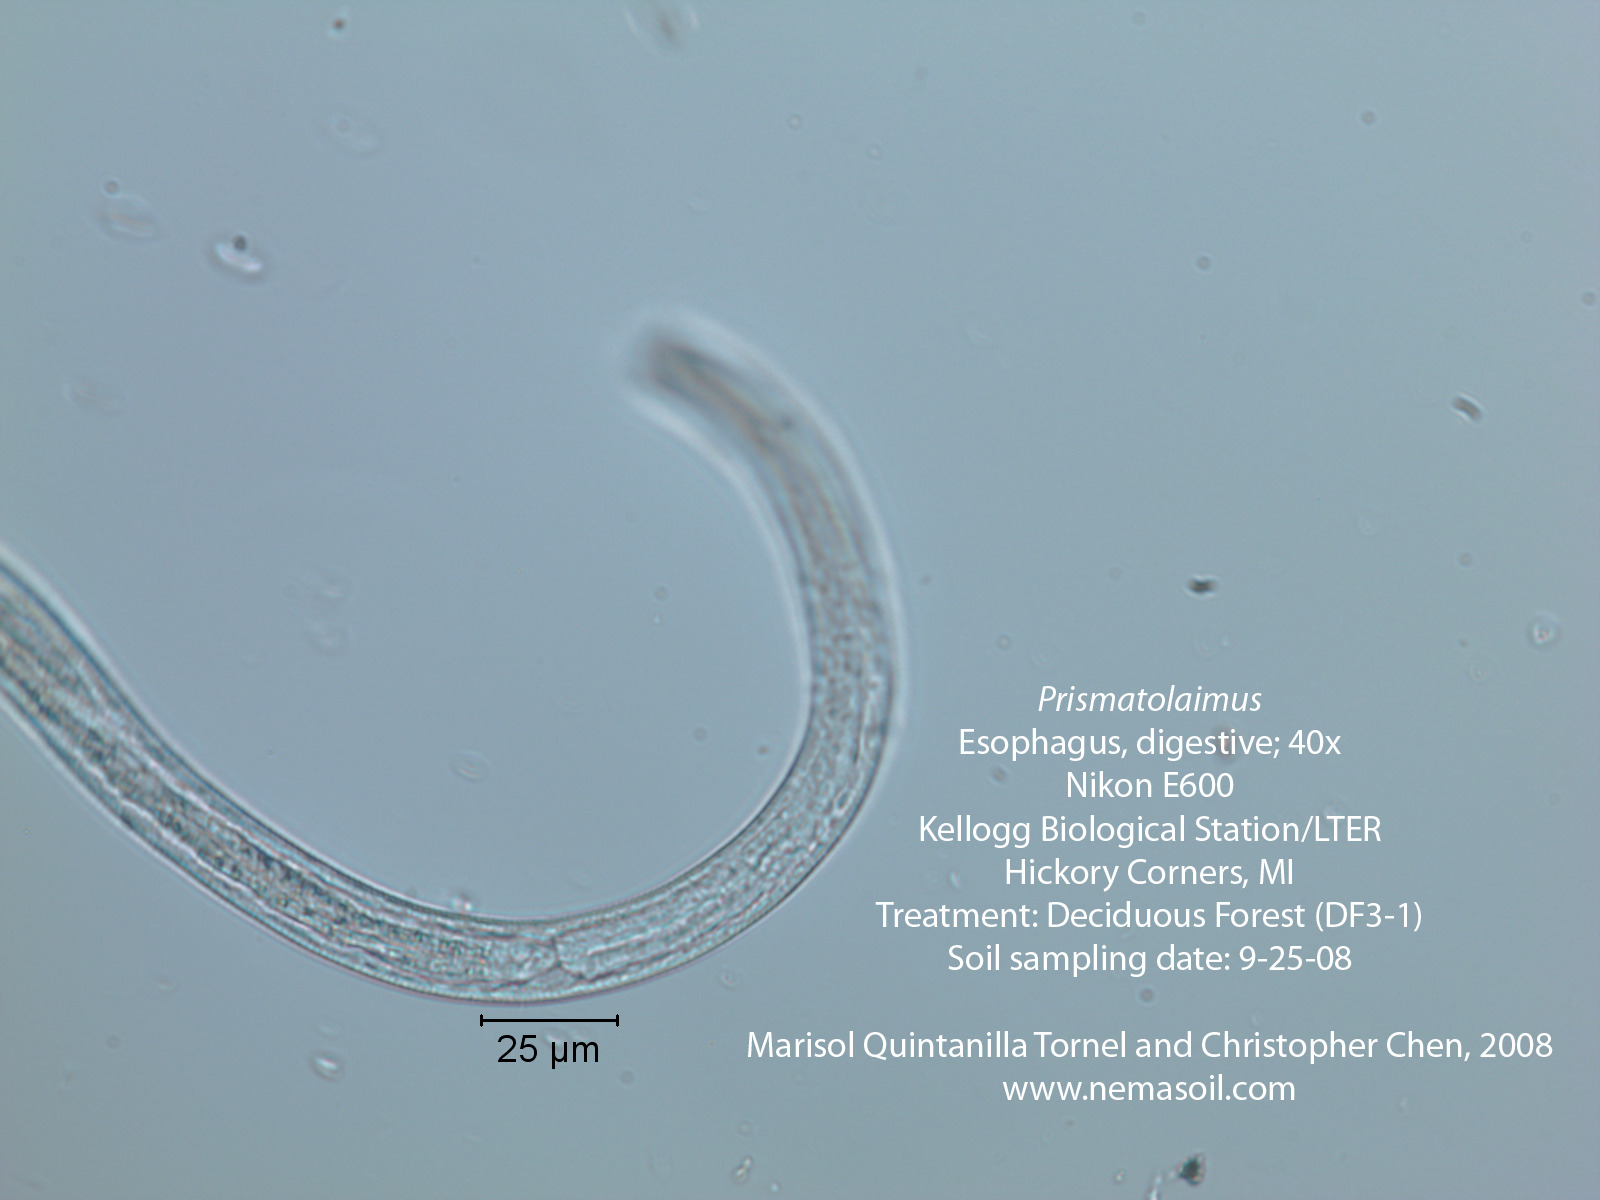 Prismatolaimus
Esophagus, digestive; 40x
Nikon E600
Kellogg Biological Station/LTER
Hickory Corners, MI
Treatment: Deciduous Forest (DF3-1)
Soil sampling date: 9-25-08
25 µm
Marisol Quintanilla Tornel and Christopher Chen, 2008
www.nemasoil.com